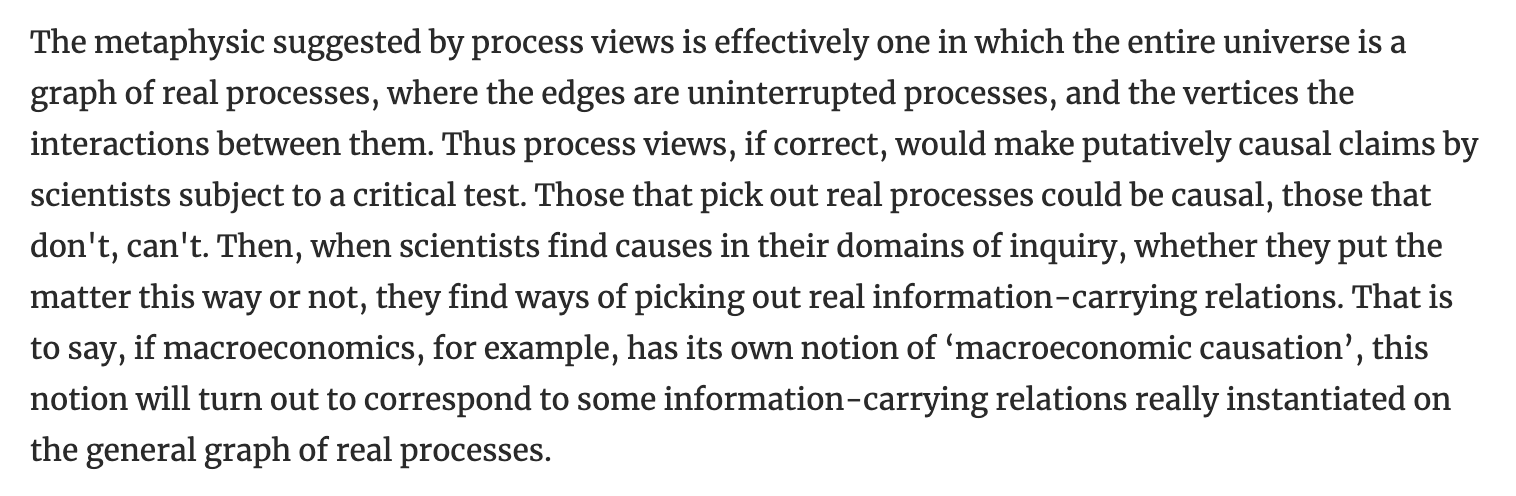 The metaphysic suggested by process views is effectively one in which the entire universe is a
graph of real processes, where the edges are uninterrupted processes, and the vertices the
interactions between them. Thus process views, if correct, would make putatively causal claims by
scientists subject to a critical test. Those that pick out real processes could be causal, those that
don't, can't. Then, when scientists find causes in their domains of inquiry, whether they put the
matter this way or not, they find ways of picking out real information-carrying relations. That is
to say, if macroeconomics, for example, has its own notion of ‘macroeconomic causation’, this
notion will turn out to correspond to some information-carrying relations really instantiated on
the general graph of real processes.